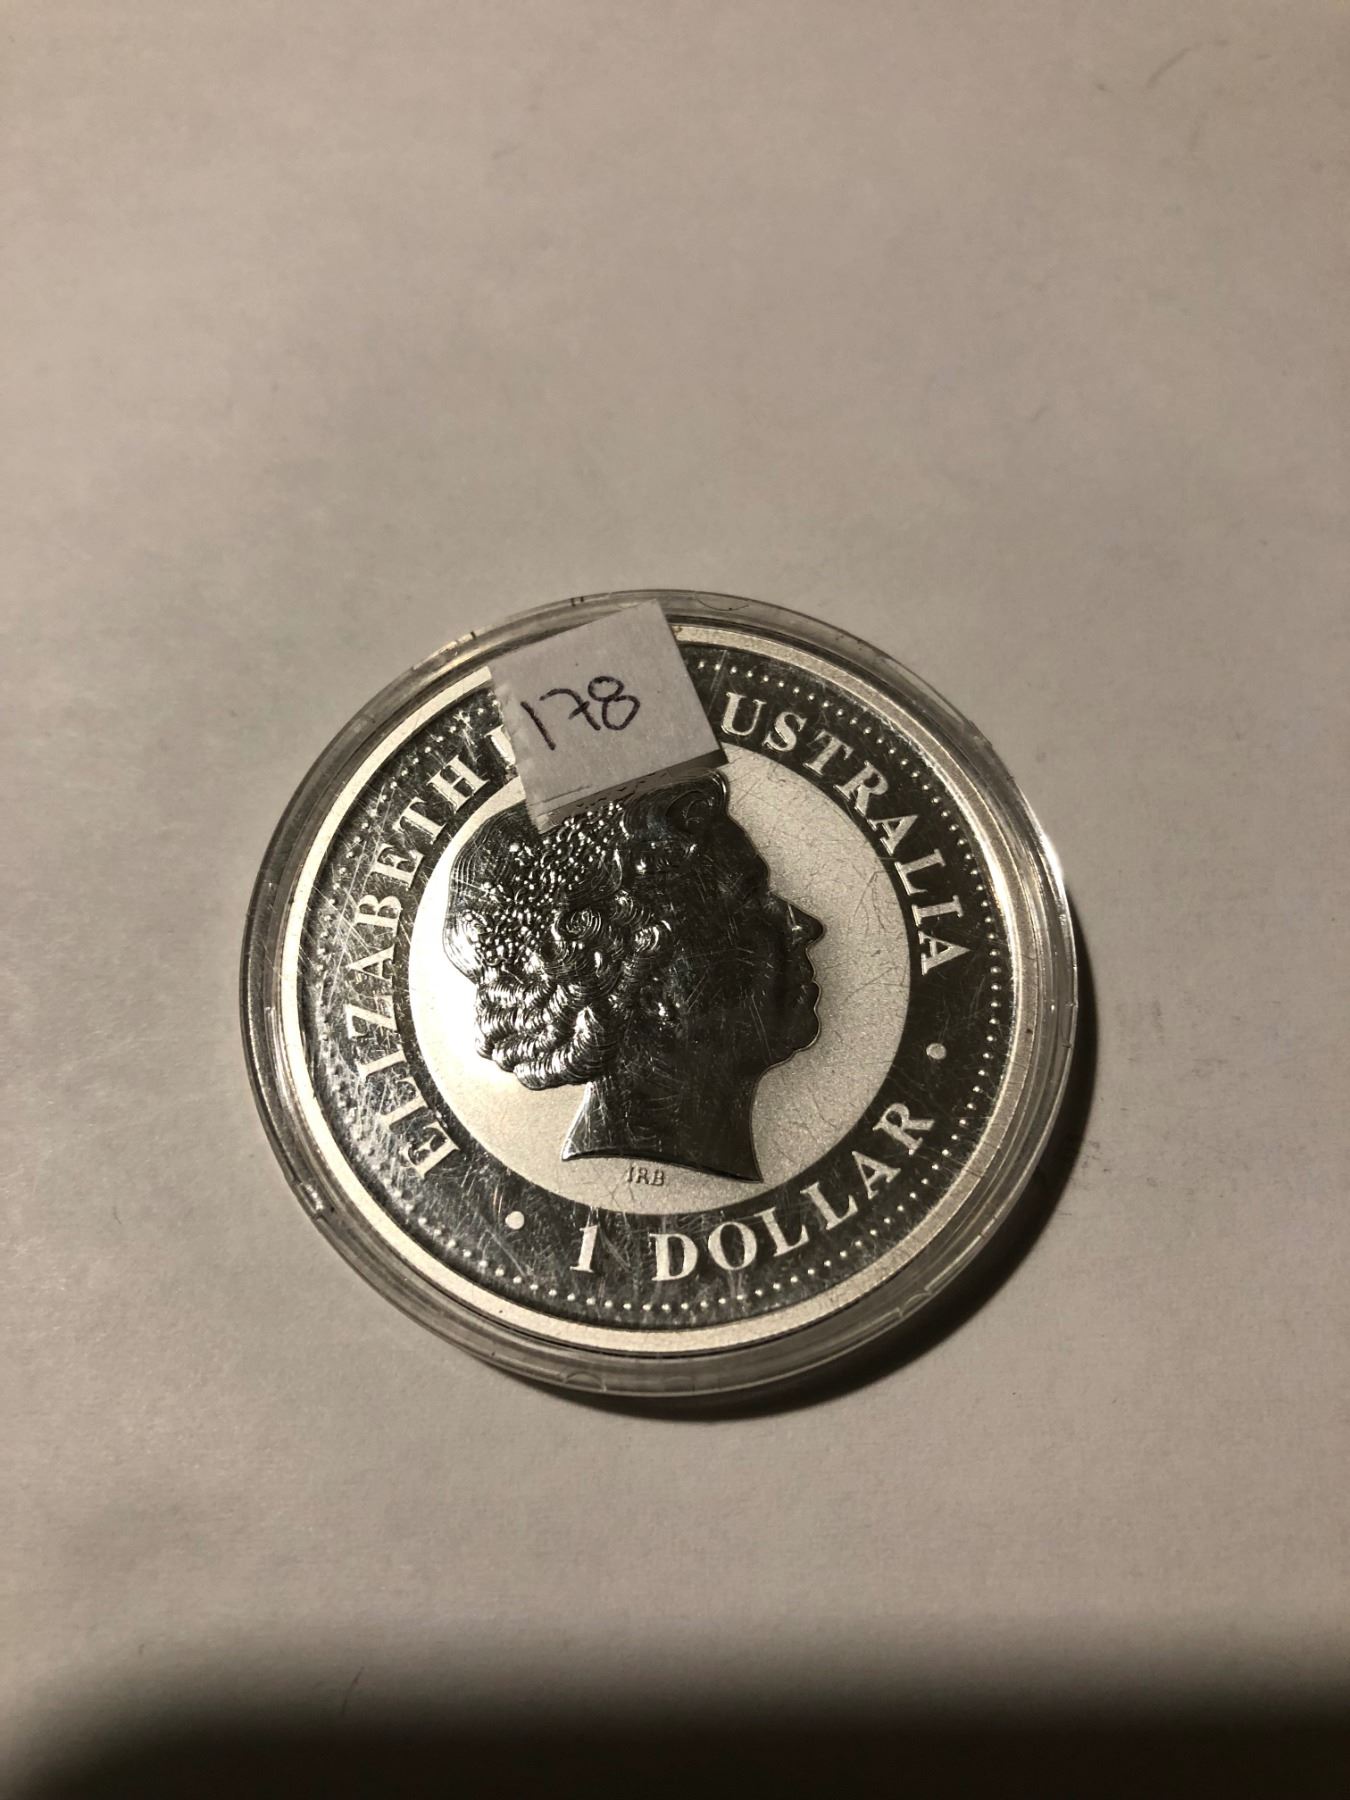 178
ELIZABETH
USTRALIA
1 DOLLAR
IRB